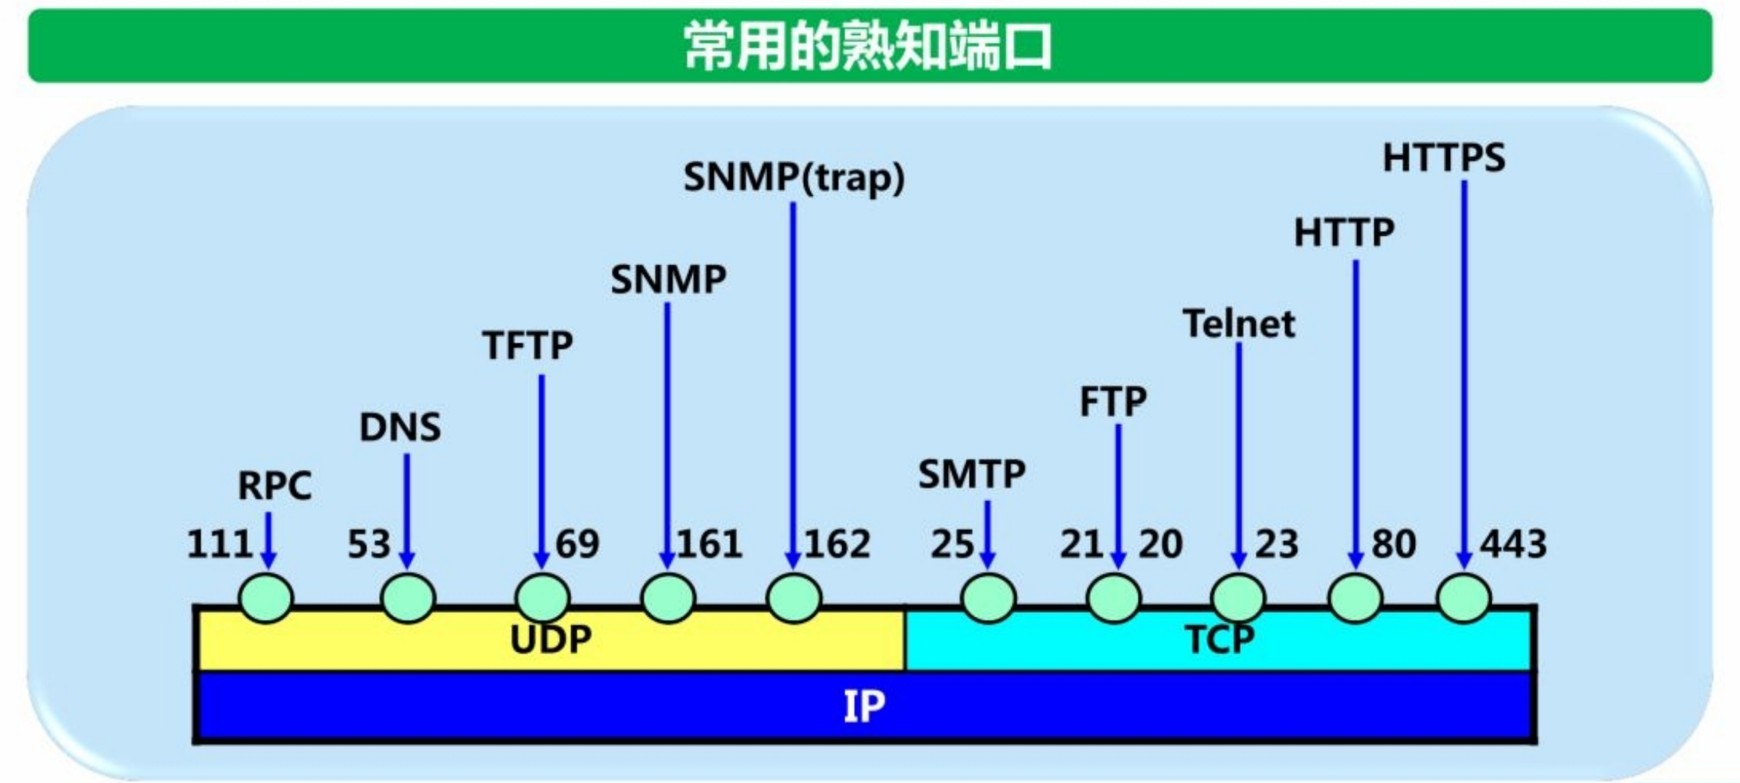 常用的熟知端口
HTTPS
SNMP(trap)
HTTP
SNMP
Telnet
TFTP
FTP
DNS
SMTP
RPC
111 53 69 161 162 25 21 20 23 80 443
UDP TCP
IP